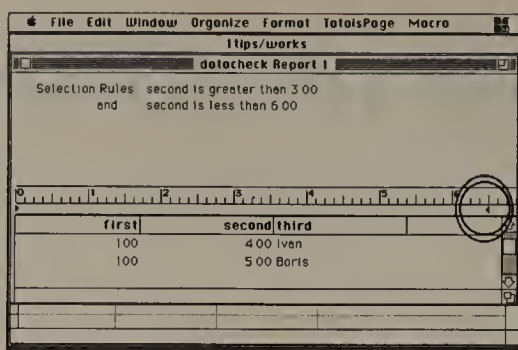 File Edit Window Organize Format TotalsPage Macro
1tips/works
datacheck Report 1
Selection Rules second is greater than 3 00
and second is less than 6 00
0 1 2 3 4 5 6
first second third
100 4 00 Ivan
100 5 00 Boris